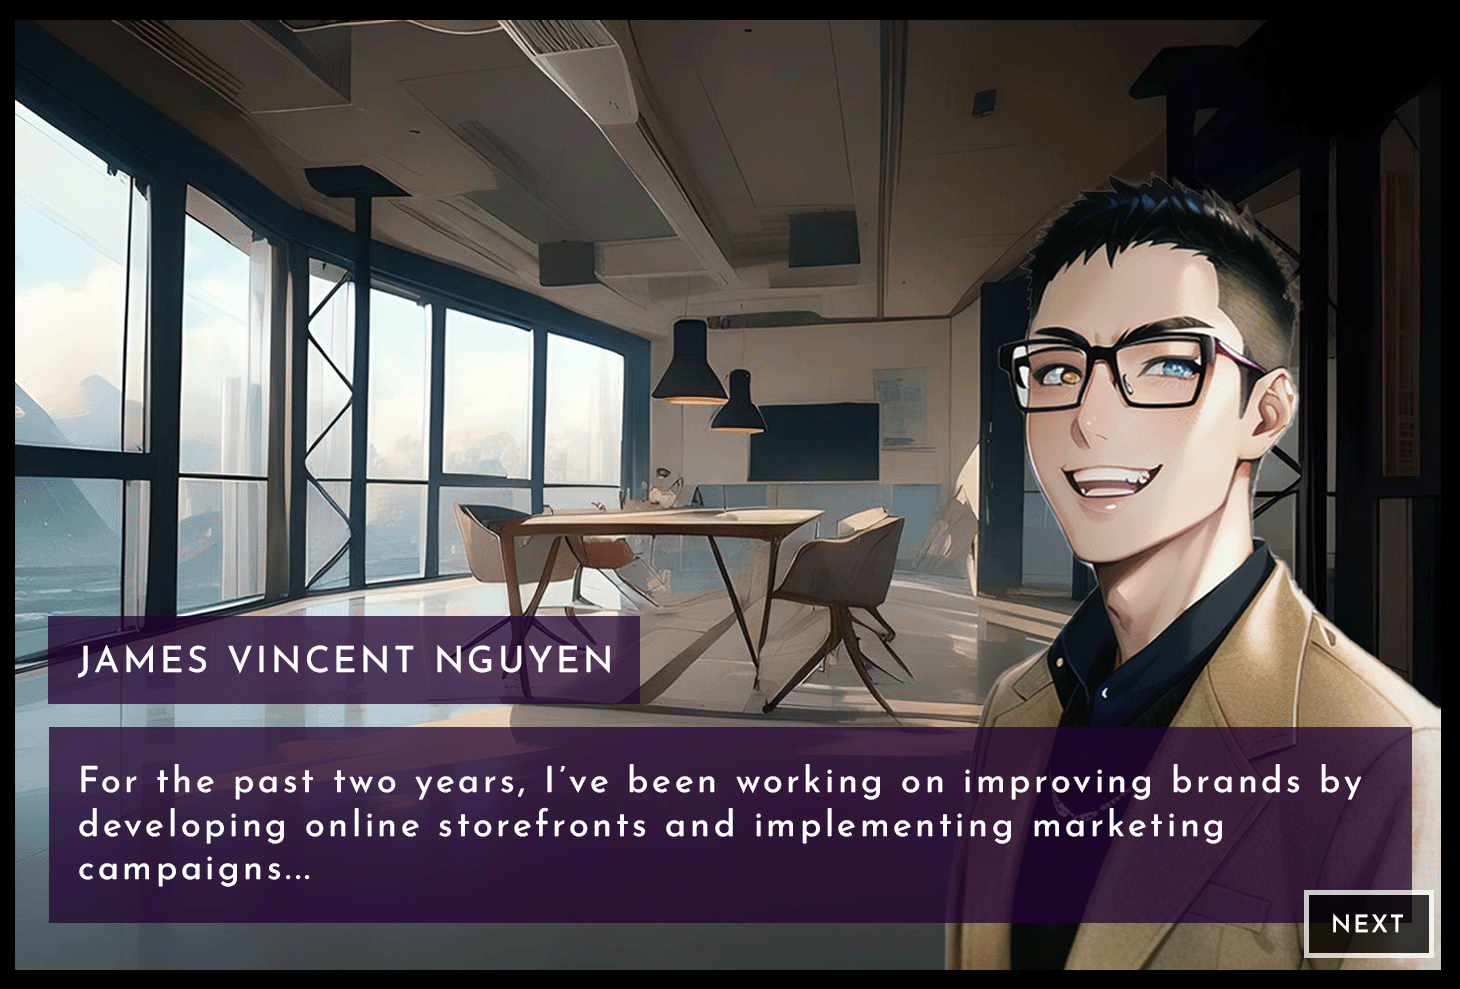 JAMES VINCENT NGUYEN
For the past two years, I’ve been working on improving brands by
developing online storefronts and implementing marketing
campaigns...
NEXT